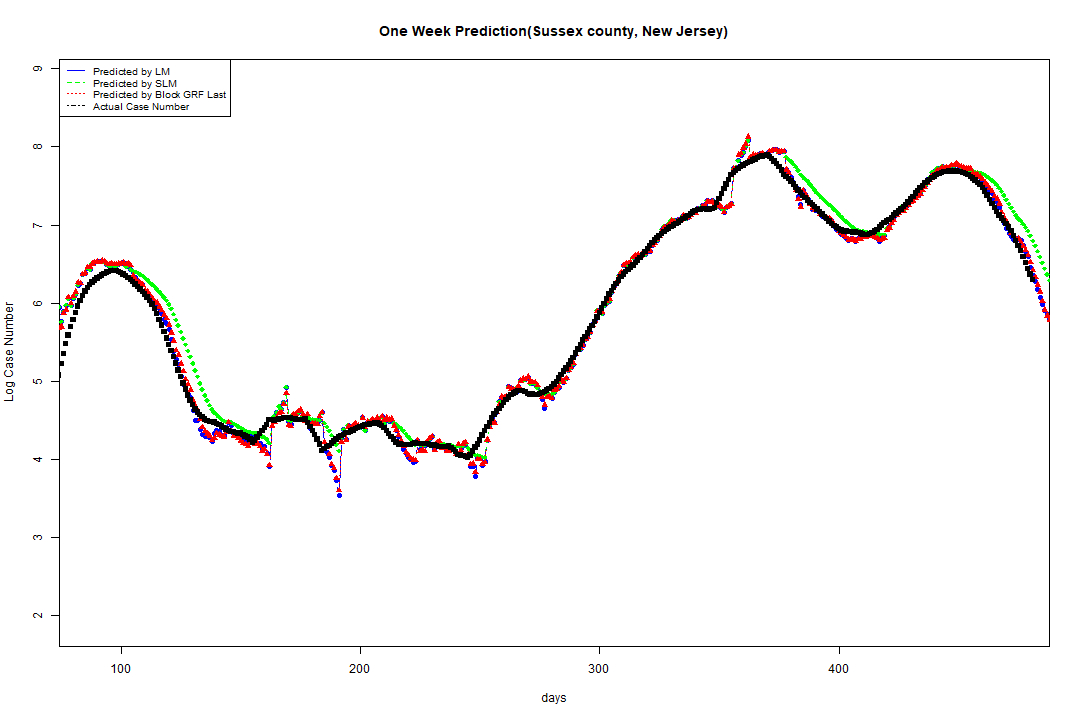 One Week Prediction(Sussex county, New Jersey)
Predicted by LM
Predicted by SLM
Predicted by Block GRF Last
Actual Case Number
9
8
7
6
5
4
3
2
Log Case Number
100 200 300 400
days